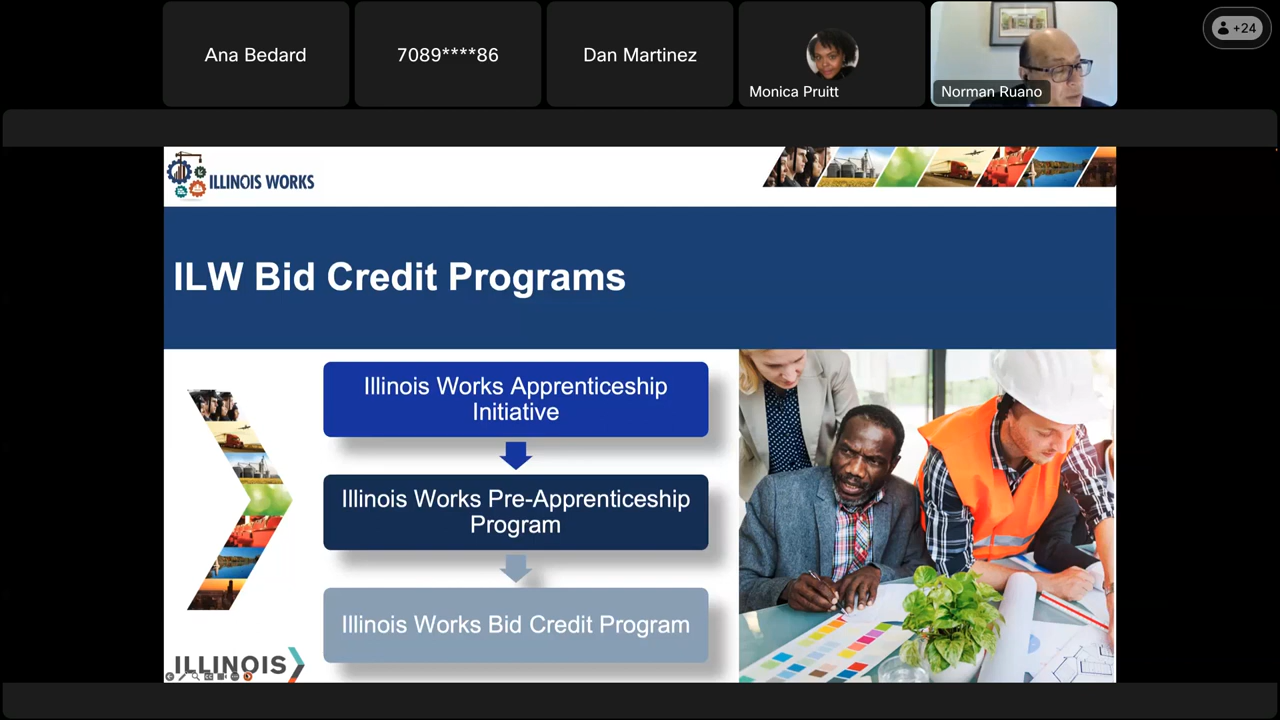 Ana Bedard
7089****86
Dan Martinez
Monica Pruitt
Norman Ruano
+24
ILLINOIS WORKS
ILW Bid Credit Programs
Illinois Works Apprenticeship
Initiative
Illinois Works Pre-Apprenticeship
Program
Illinois Works Bid Credit Program
ILLINOIS